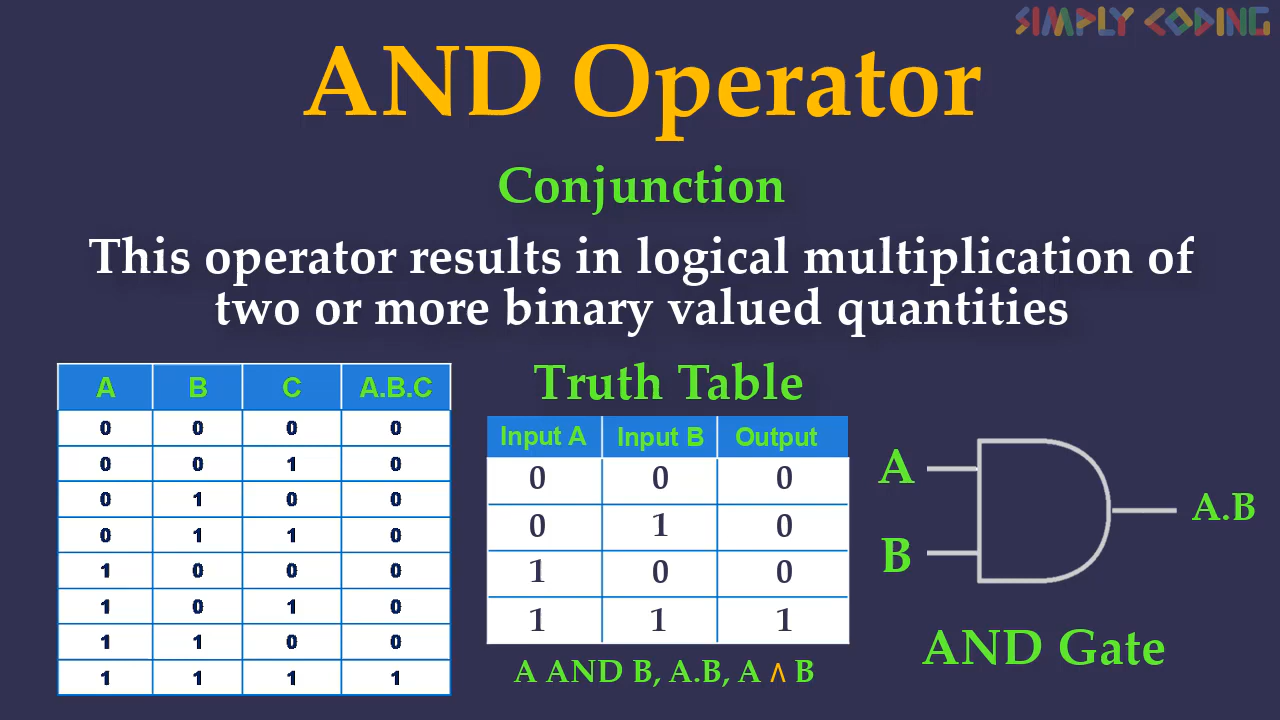 SIMPLY CODING
AND Operator
Conjunction
This operator results in logical multiplication of
two or more binary valued quantities
A B C A.B.C
0 0 0 0
0 0 1 0
0 1 0 0
0 1 1 0
1 0 0 0
1 0 1 0
1 1 0 0
1 1 1 1
Truth Table
Input A Input B Output
0 0 0
0 1 0
1 0 0
1 1 1
A AND B, A.B, A ∧ B
A
B
A.B
AND Gate